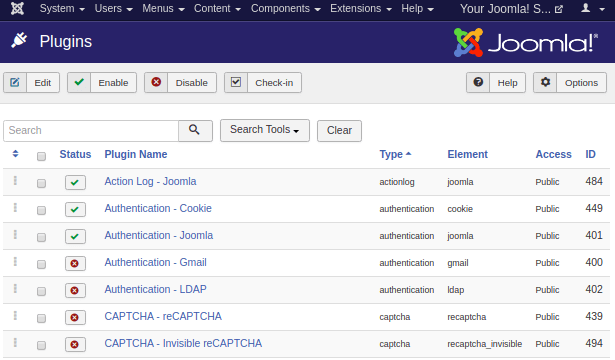 System Users Menus Content Components Extensions Help Your Joomla! S...
Plugins Joomla!®
Edit Enable Disable Check-in Help Options
Search Search Tools Clear
Status Plugin Name Type Element Access ID
Action Log - Joomla actionlog joomla Public 484
Authentication - Cookie authentication cookie Public 449
Authentication - Joomla authentication joomla Public 401
Authentication - Gmail authentication gmail Public 400
Authentication - LDAP authentication ldap Public 402
CAPTCHA - reCAPTCHA captcha recaptcha Public 439
CAPTCHA - Invisible reCAPTCHA captcha recaptcha_invisible Public 494